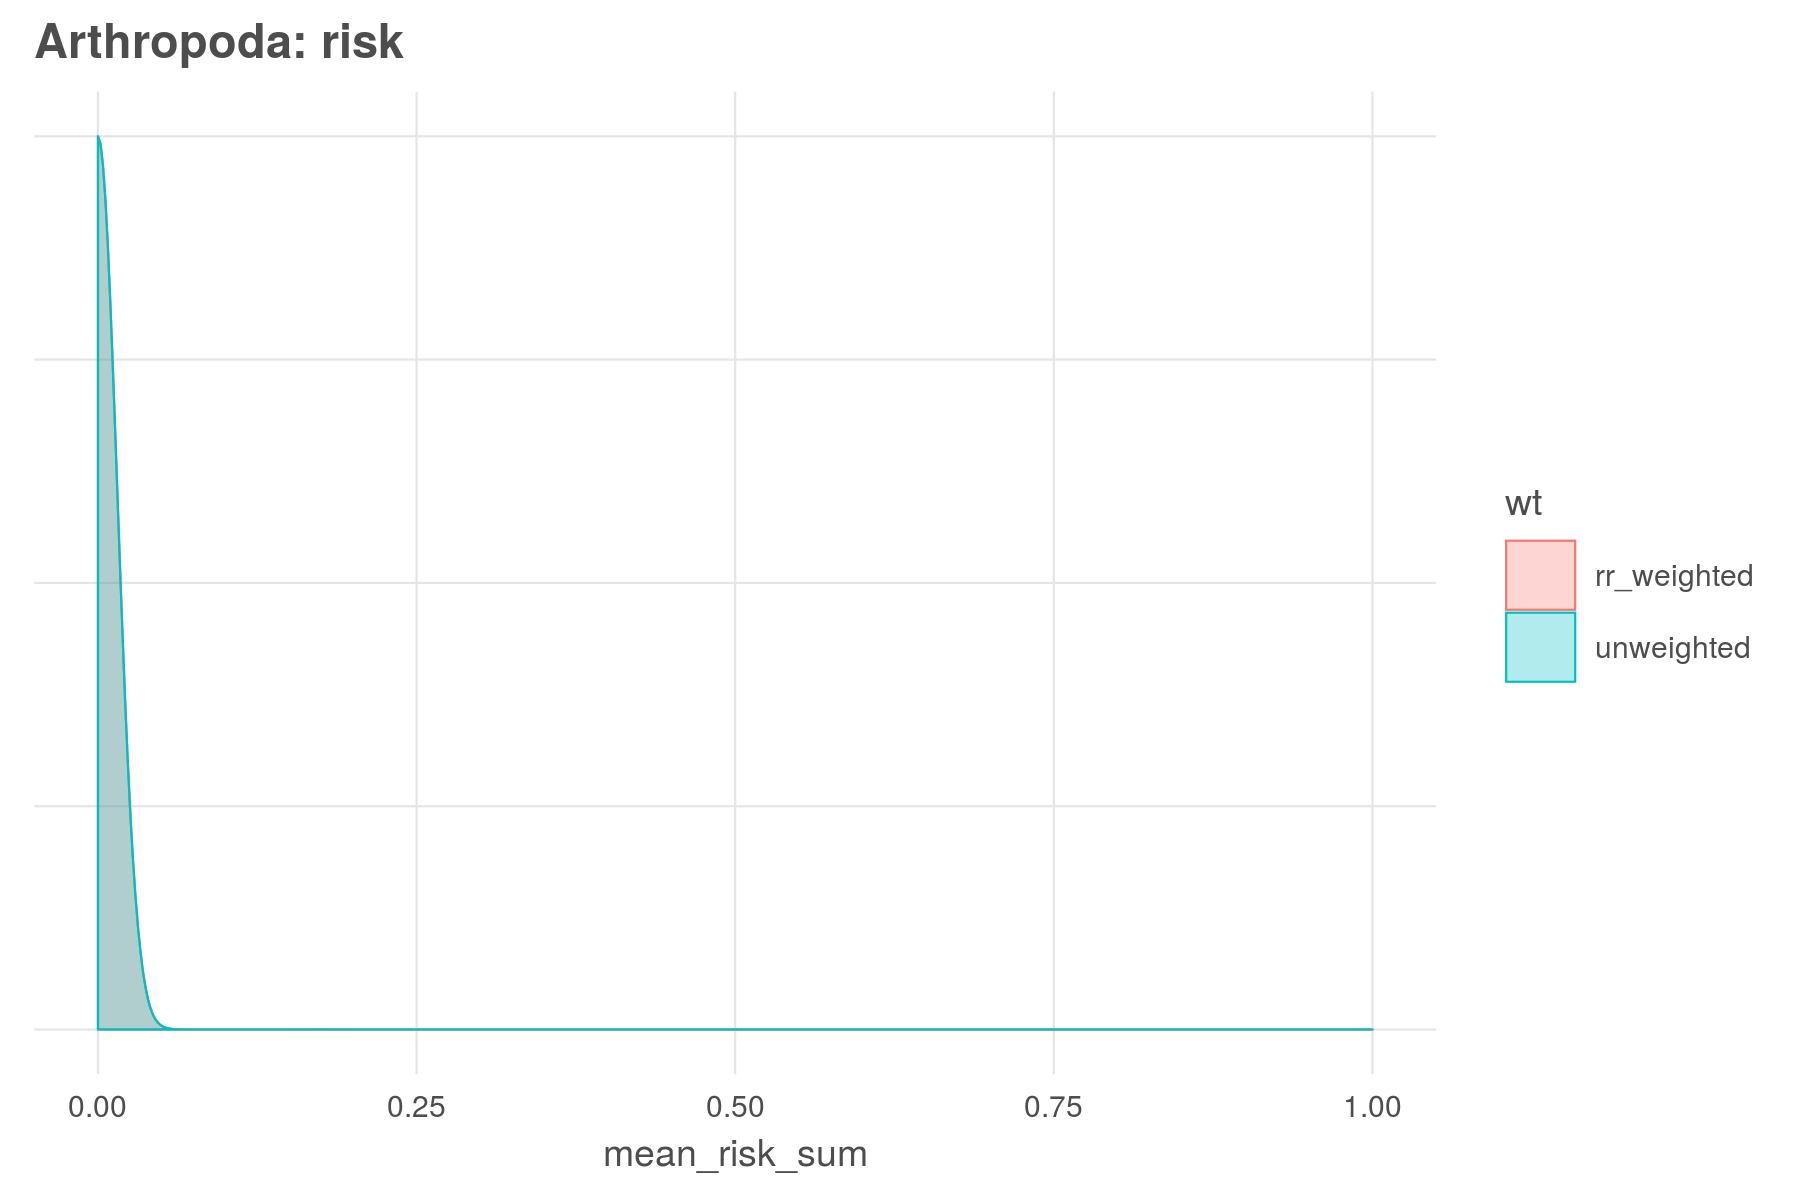 Arthropoda: risk
wt
rr_weighted
unweighted
0.00 0.25 0.50 0.75 1.00
mean_risk_sum